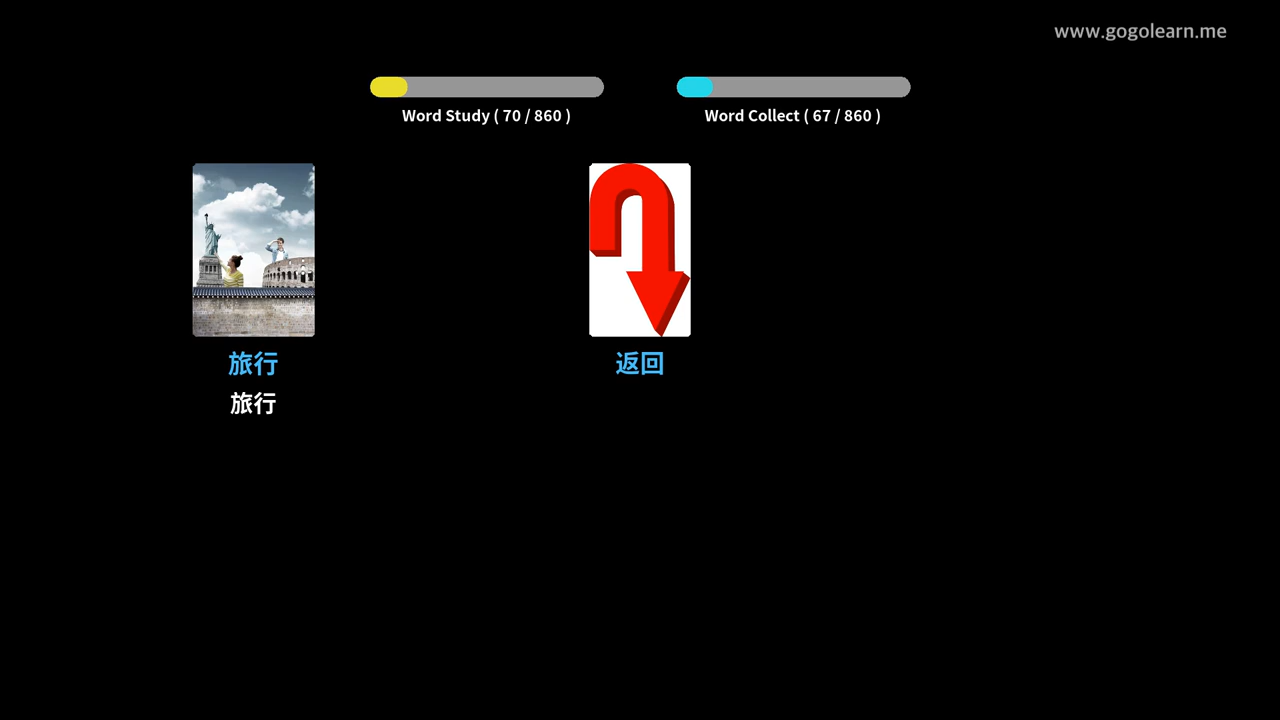 www.gogolearn.me
Word Study ( 70 / 860 )
Word Collect ( 67 / 860 )
旅行
返回
旅行